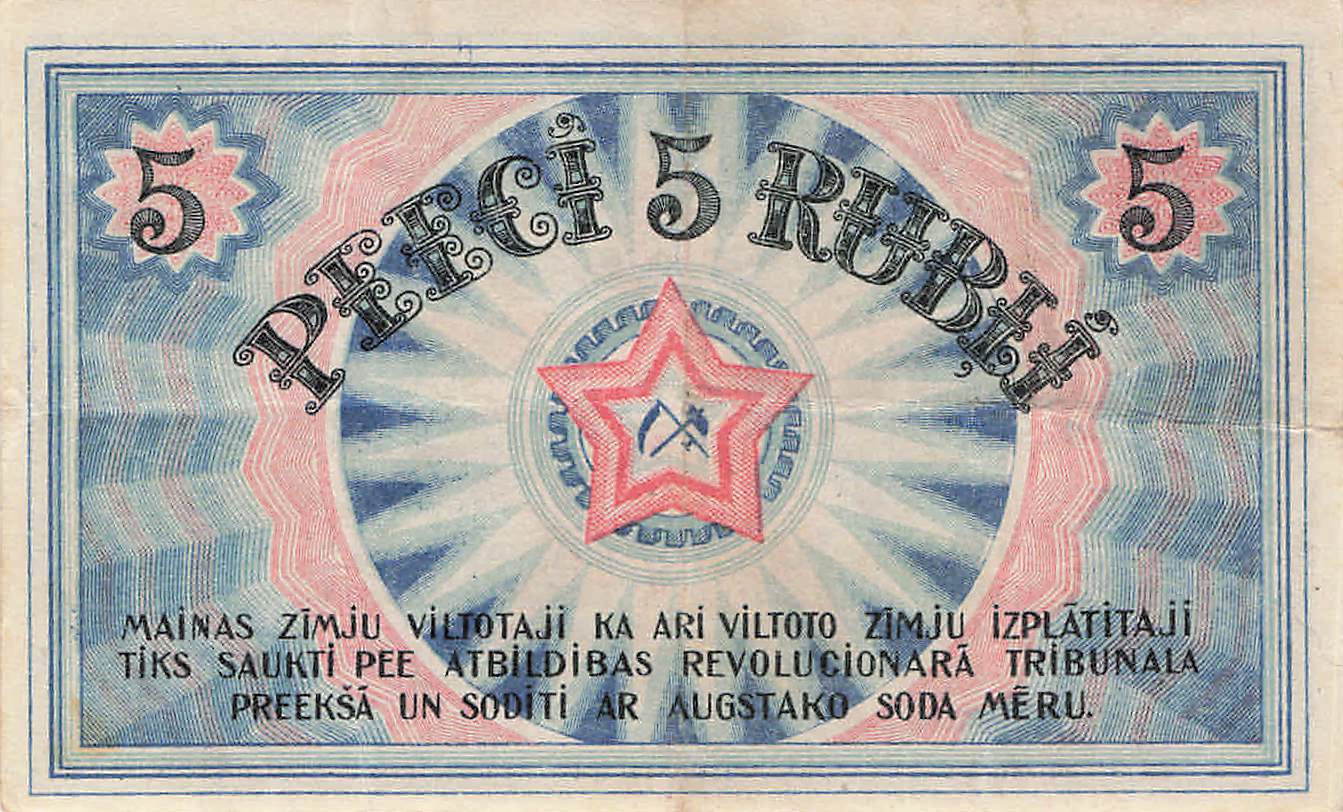 5 5
PEECI 5 RUBĻI
MAINAS ZĪMJU VILTOTAJI KA ARI VILTOTO ZĪMJU IZPLĀTITAJI
TIKS SAUKTI PEE ATBILDIBAS REVOLUCIONARĀ TRIBUNALA
PREEKŠĀ UN SODITI AR AUGSTAKO SODA MĒRU.